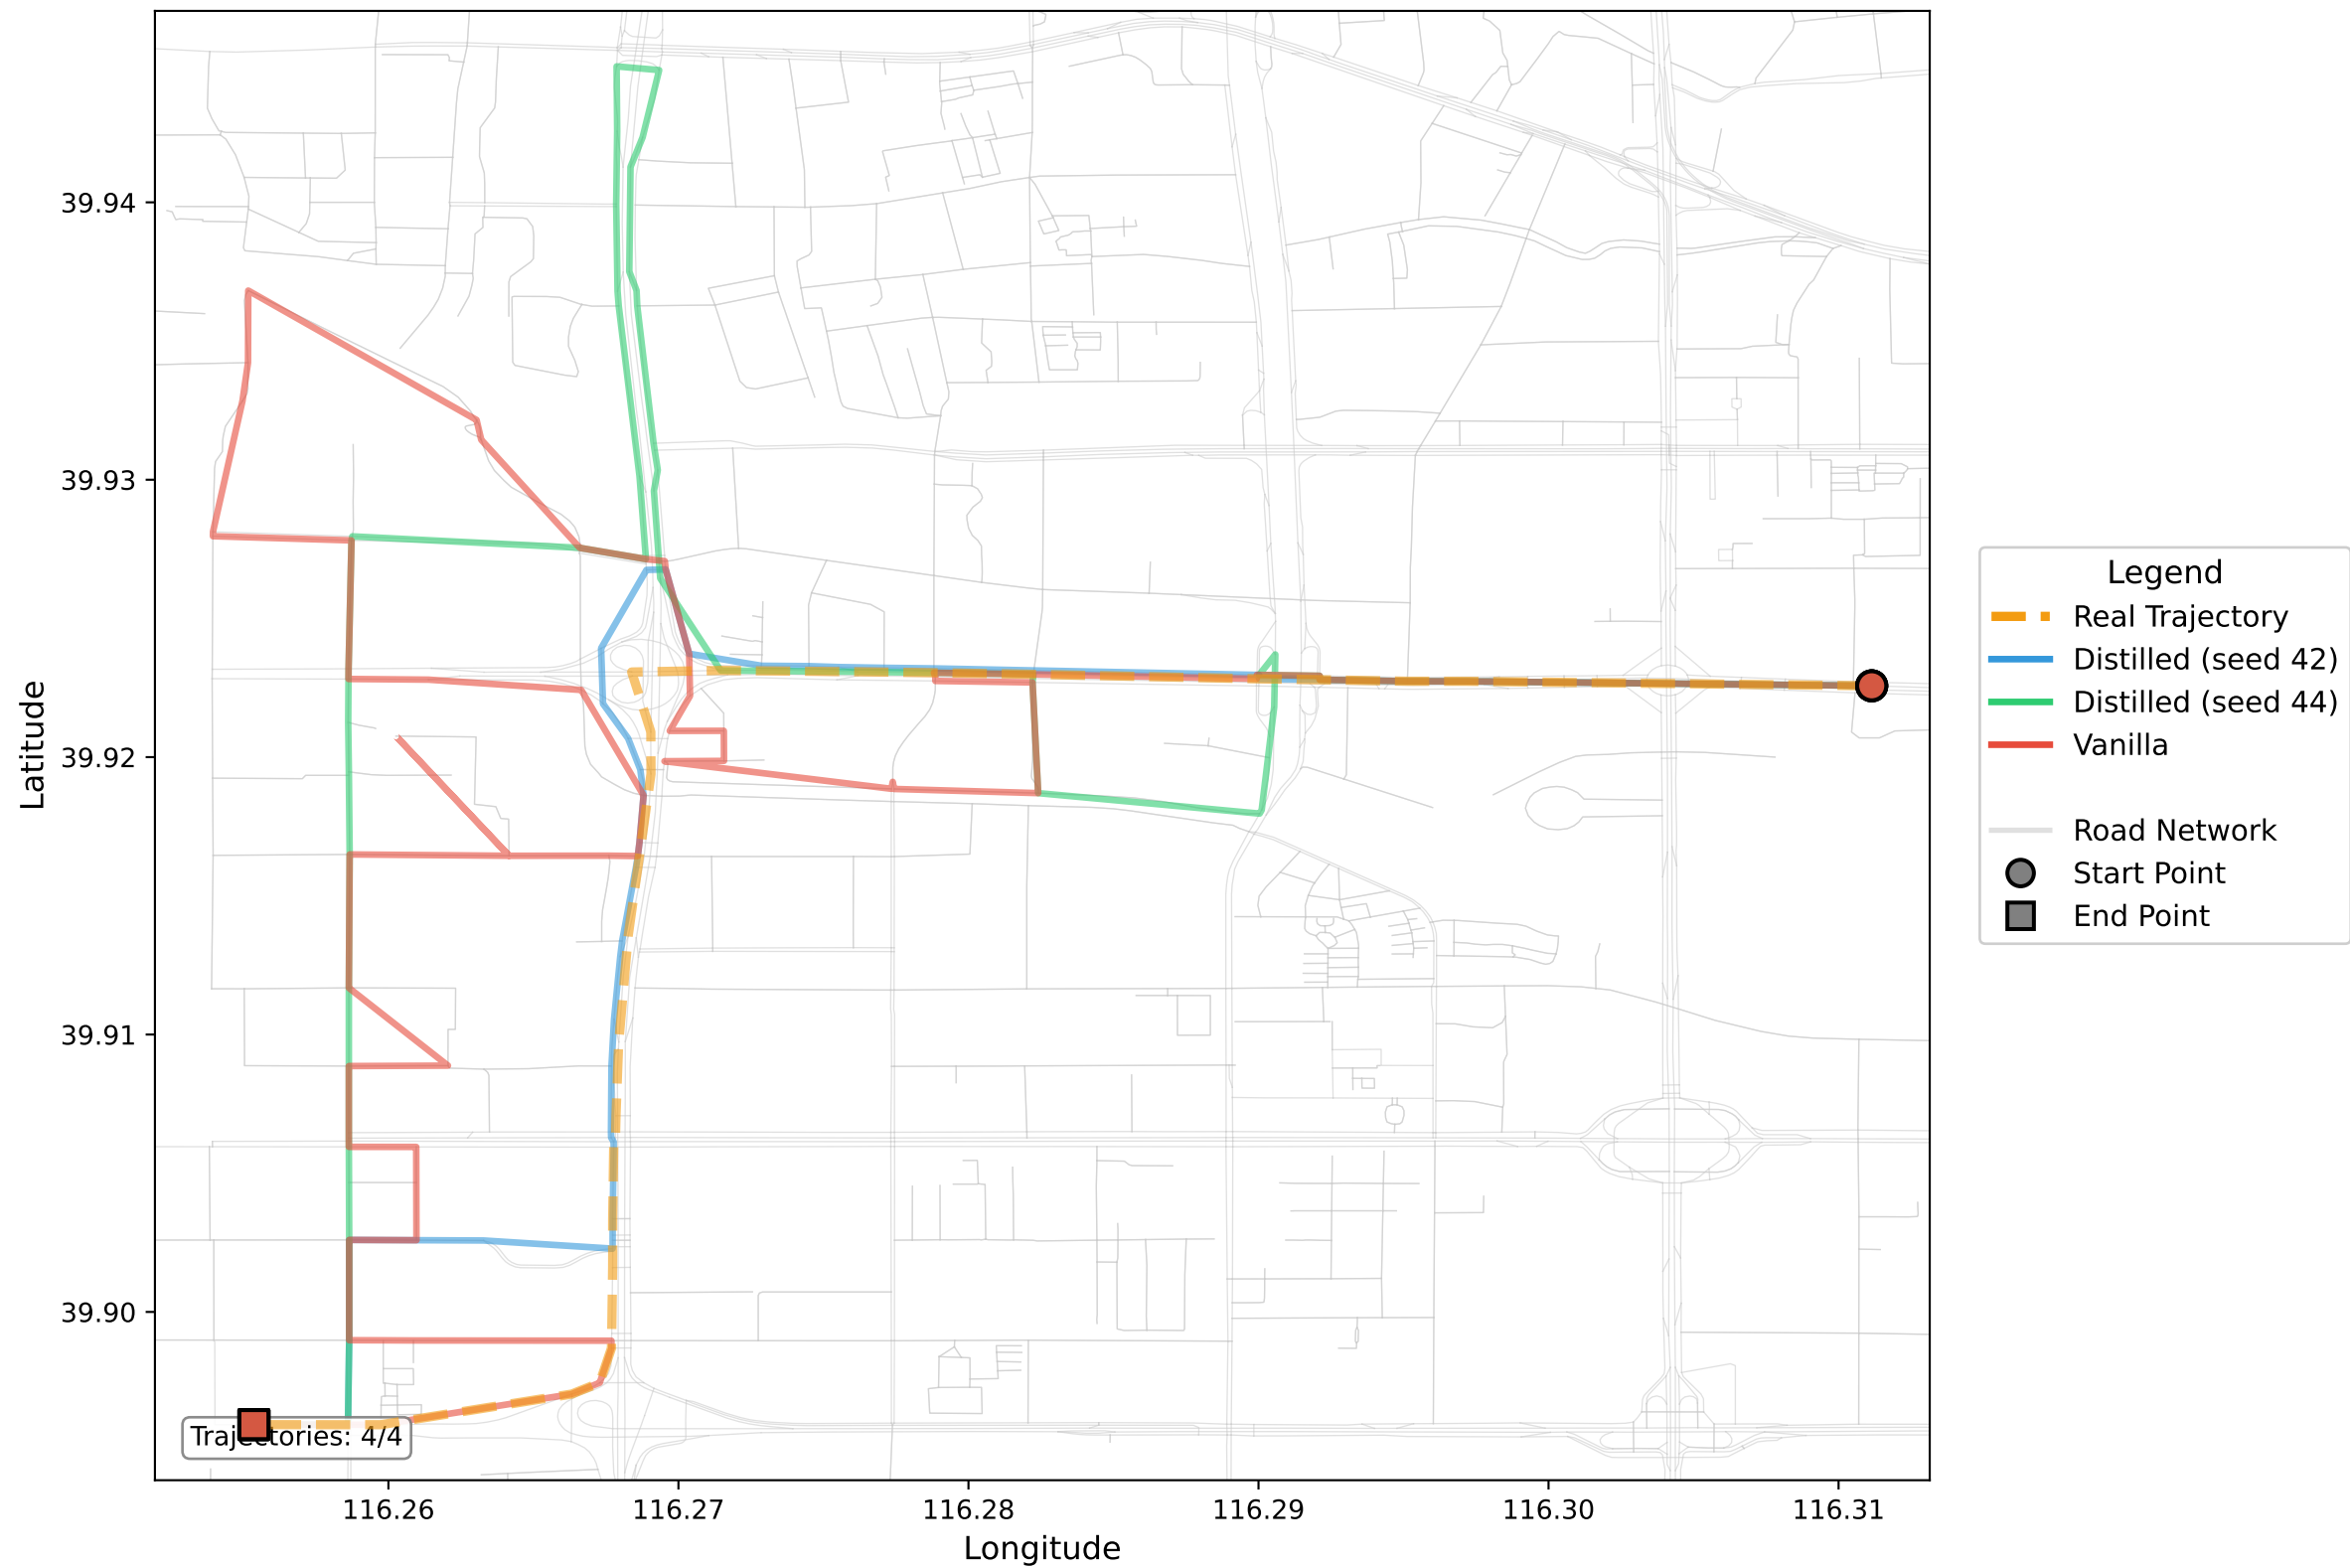 39.94
39.93
39.92
39.91
39.90
Latitude
116.26
116.27
116.28
116.29
116.30
116.31
Longitude
Trajectories: 4/4
Legend
Real Trajectory
Distilled (seed 42)
Distilled (seed 44)
Vanilla
Road Network
Start Point
End Point